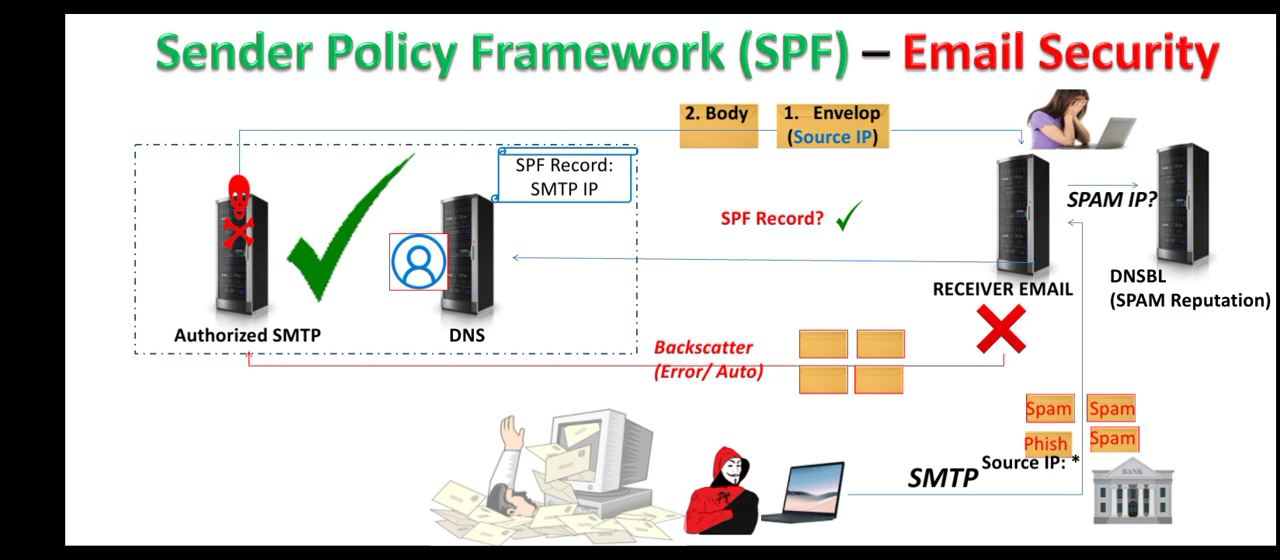 Sender Policy Framework (SPF) – Email Security
2. Body
1. Envelop
(Source IP)
SPF Record:
SMTP IP
SPF Record?
SPAM IP?
RECEIVER EMAIL
DNSBL
(SPAM Reputation)
Authorized SMTP
DNS
Backscatter
(Error/ Auto)
Spam
Spam
Phish
Spam
Source IP: *
SMTP
BANK